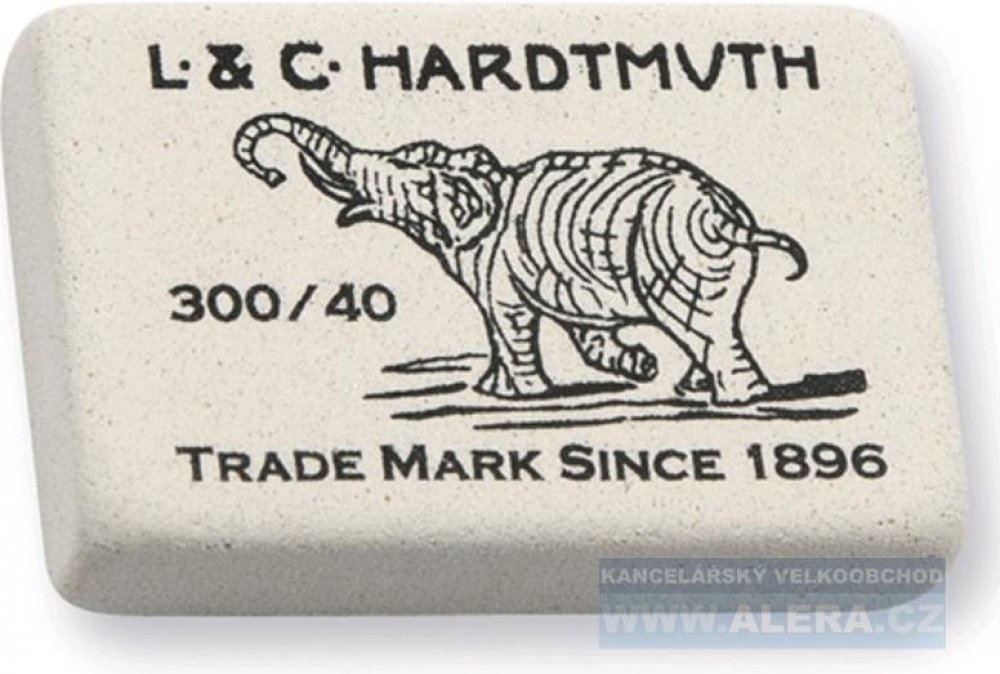 L. & C. HARDTMVTH
300/40
TRADE MARK SINCE 1896
KANCELÁŘSKÝ VELKOOBCHOD
WWW.ALERA.CZ